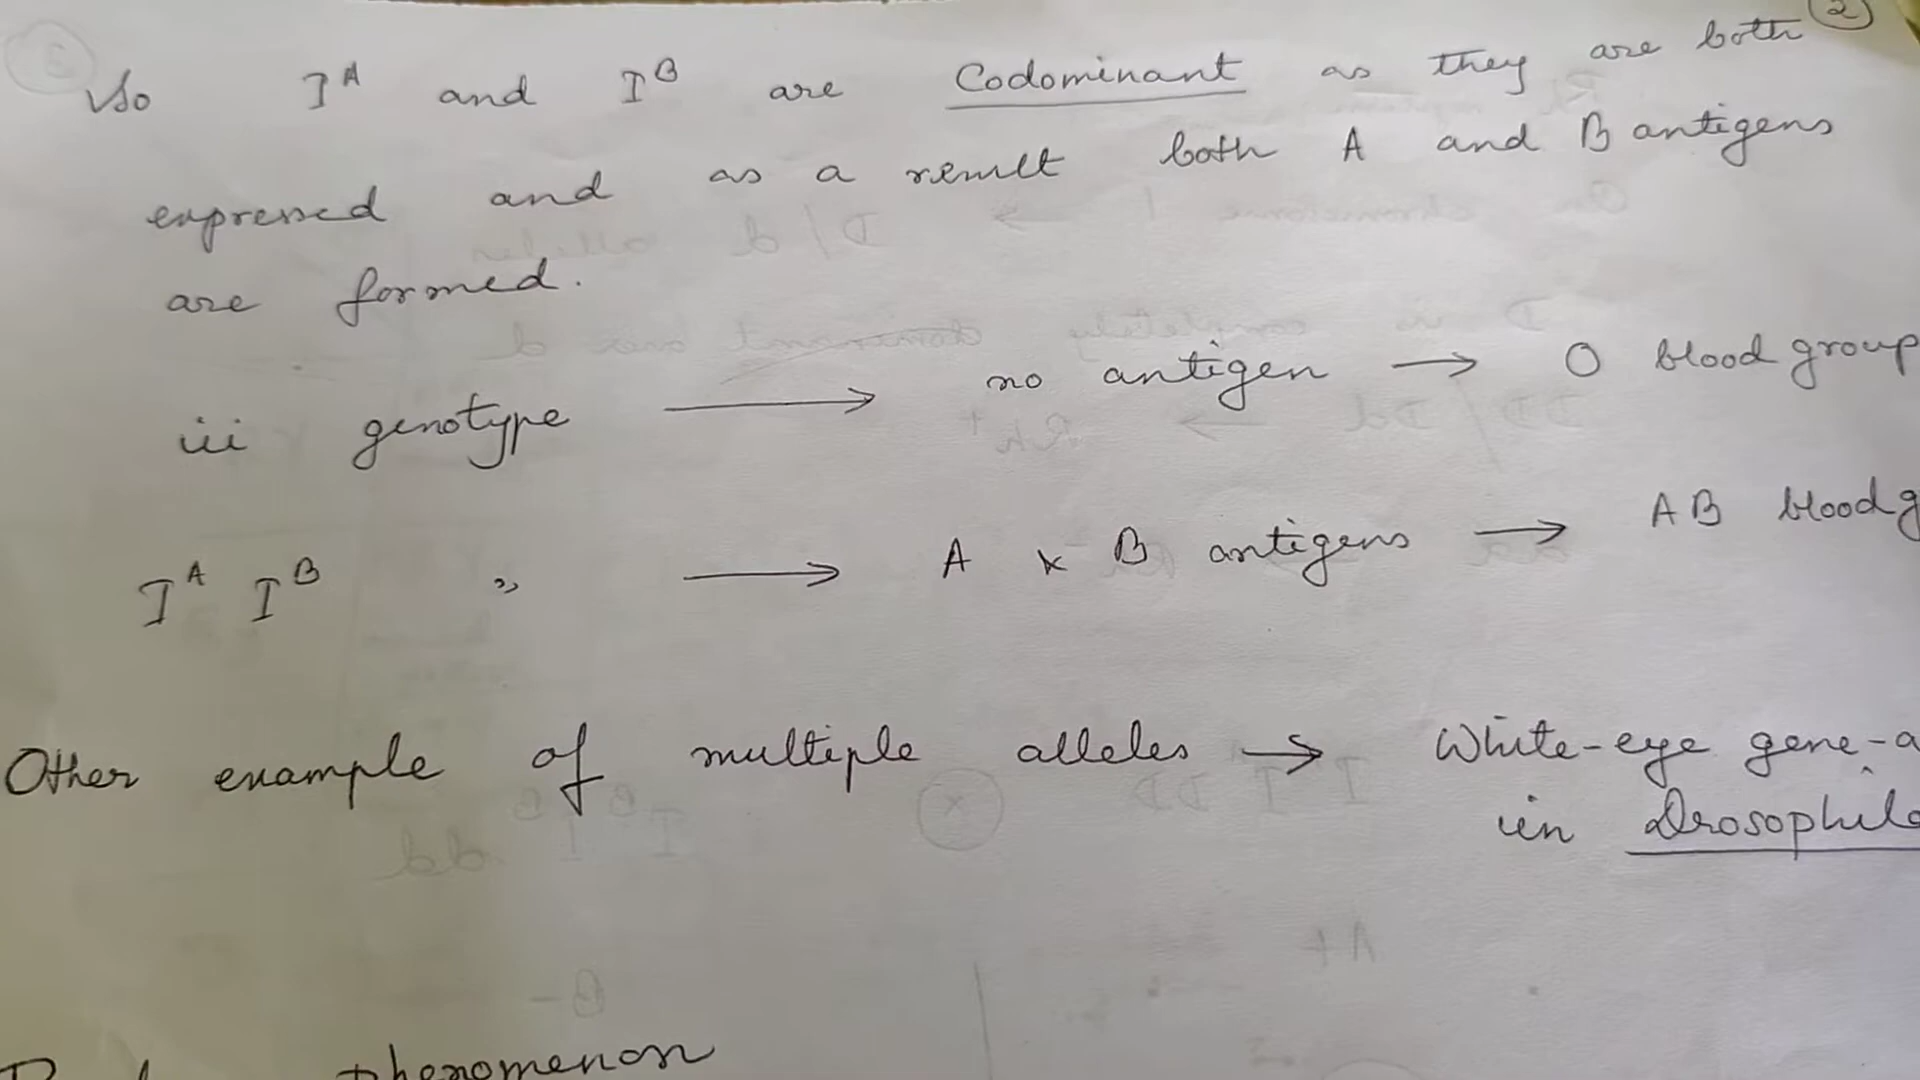 2
So I^A and I^B are Codominant as they are both
expressed and as a result both A and B antigens
are formed.
ii genotype → no antigen → O blood group
I^A I^B " → A & B antigens → AB blood g
Other example of multiple alleles → White-eye gene-a
in Drosophila
phenomenon